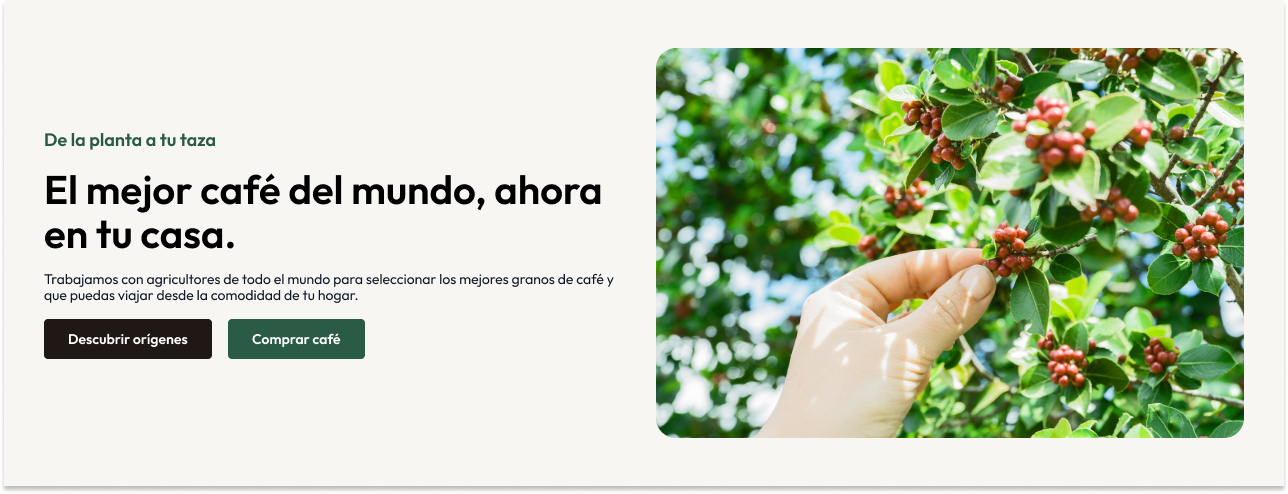 De la planta a tu taza
El mejor café del mundo, ahora
en tu casa.
Trabajamos con agricultores de todo el mundo para seleccionar los mejores granos de café y
que puedas viajar desde la comodidad de tu hogar.
Descubrir orígenes
Comprar café